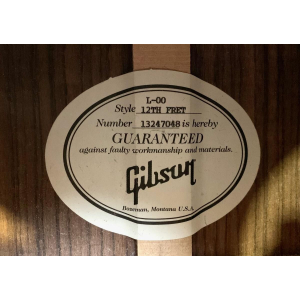 L-00
Style 12TH FRET
Number 13247048 is hereby
GUARANTEED
against faulty workmanship and materials.
Gibson
Bozeman, Montana U.S.A.